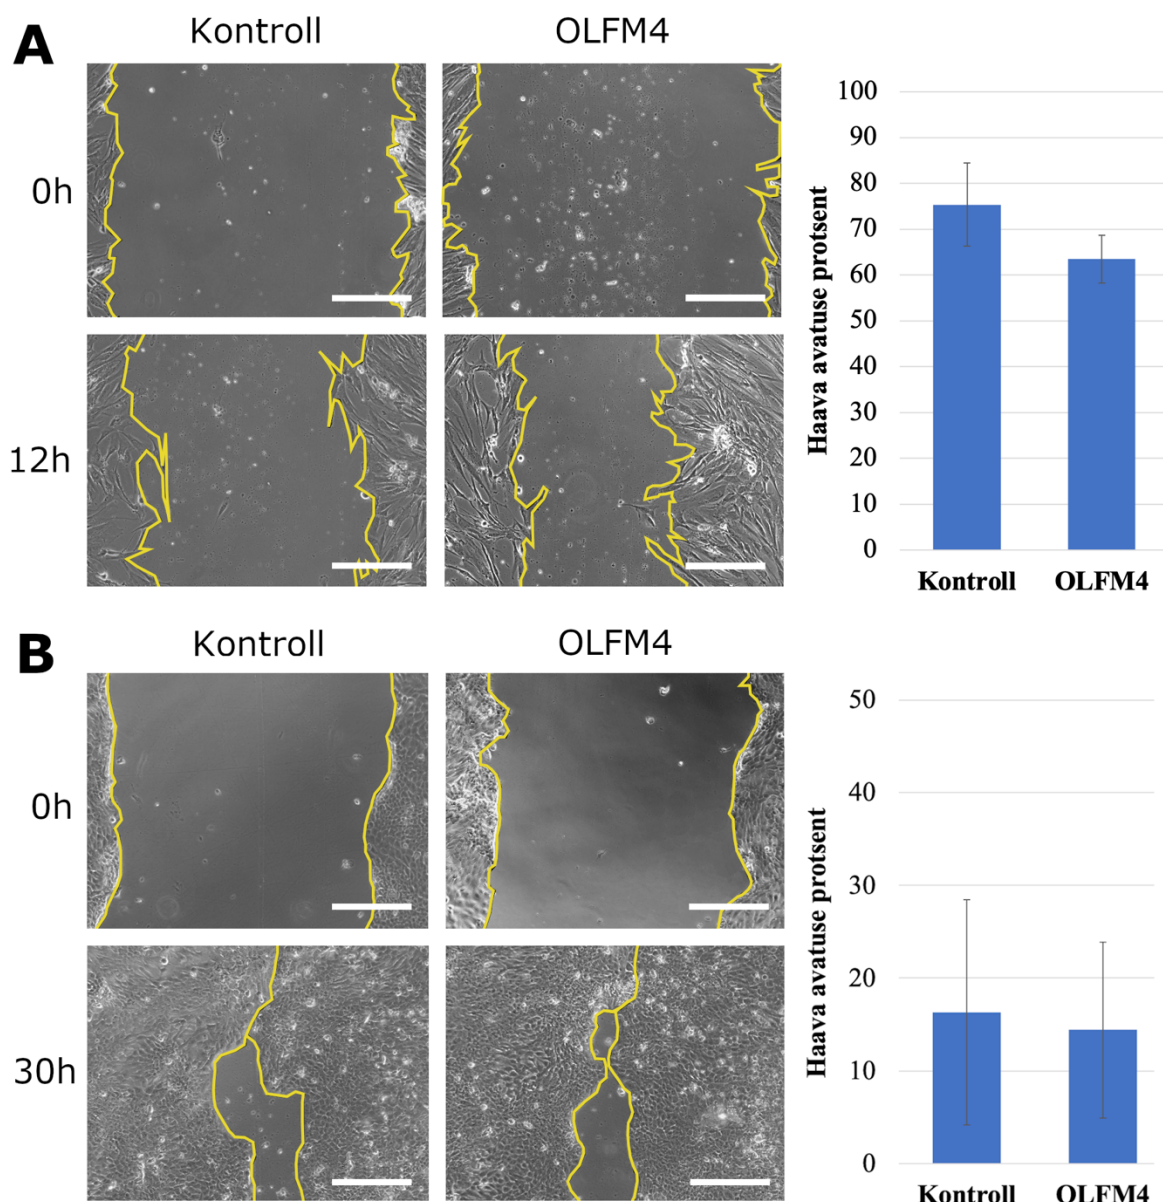 A
Kontroll
OLFM4
0h
12h
Haava avatuse protsent
100
90
80
70
60
50
40
30
20
10
0
Kontroll
OLFM4
B
Kontroll
OLFM4
0h
30h
Haava avatuse protsent
50
40
30
20
10
0
Kontroll
OLFM4